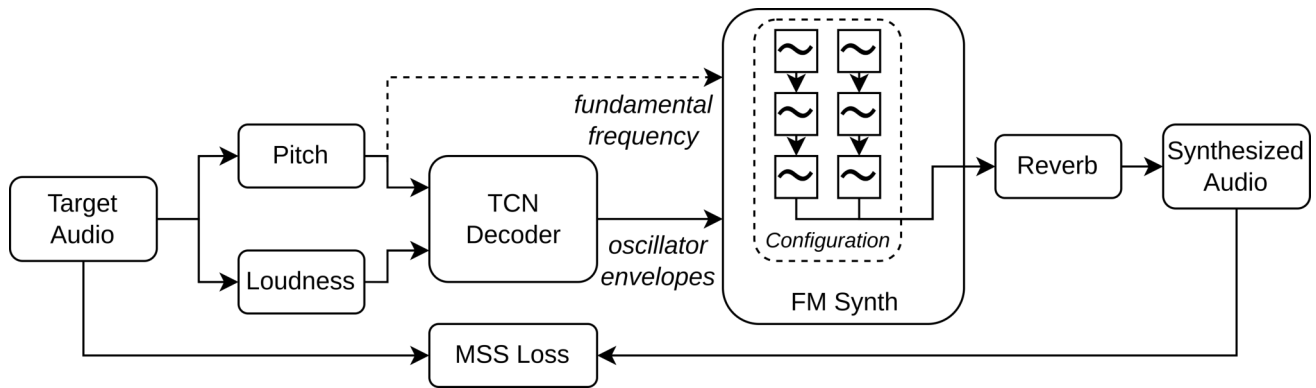 Target
Audio
Pitch
Loudness
TCN
Decoder
fundamental
frequency
oscillator
envelopes
Configuration
FM Synth
Reverb
Synthesized
Audio
MSS Loss